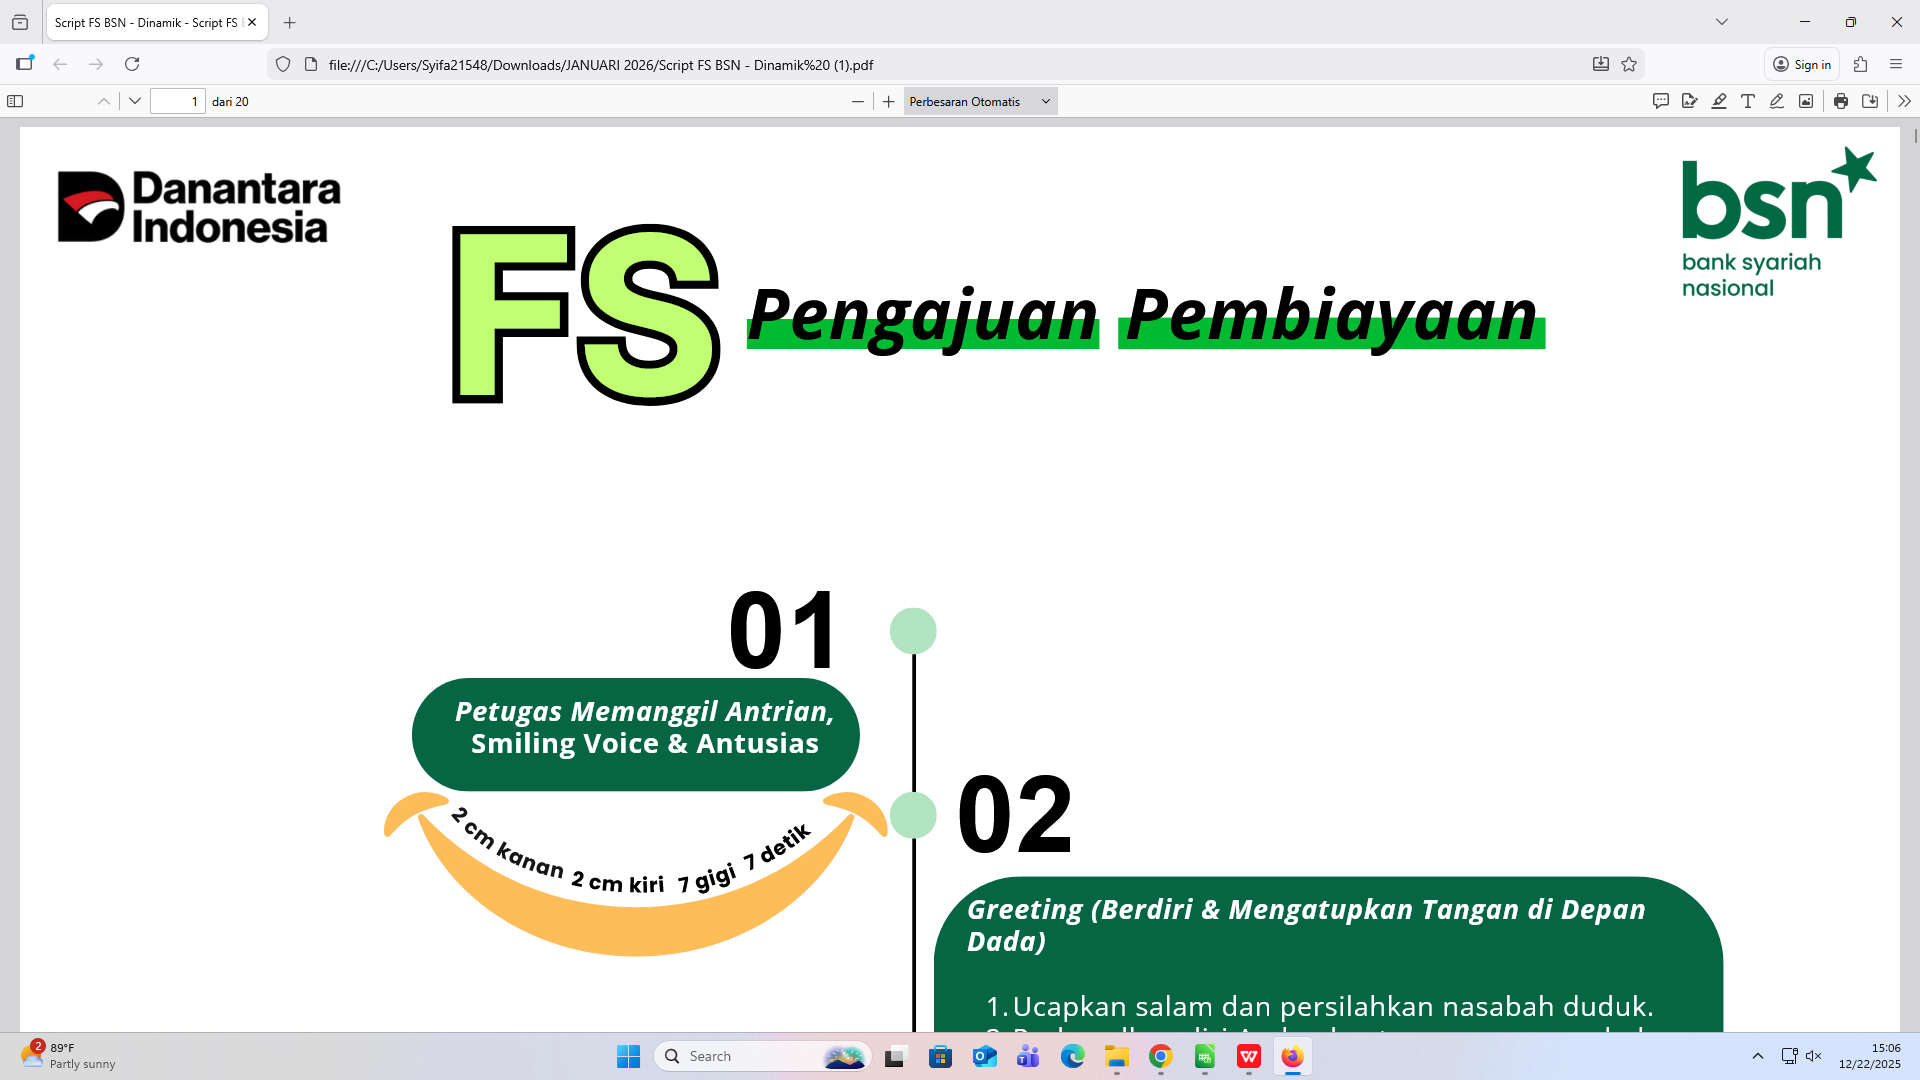 Script FS BSN - Dinamik - Script FS
file:///C:/Users/Syifa21548/Downloads/JANUARI 2026/Script FS BSN - Dinamik%20 (1).pdf
Sign in
1 dari 20
Perbesaran Otomatis
Danantara
Indonesia
bsn
bank syariah
nasional
FS
Pengajuan Pembiayaan
01
Petugas Memanggil Antrian,
Smiling Voice & Antusias
2 cm kanan 2 cm kiri 7 gigi 7 detik
02
Greeting (Berdiri & Mengatupkan Tangan di Depan
Dada)
1. Ucapkan salam dan persilahkan nasabah duduk.
2
89°F
Partly sunny
Search
15:06
12/22/2025